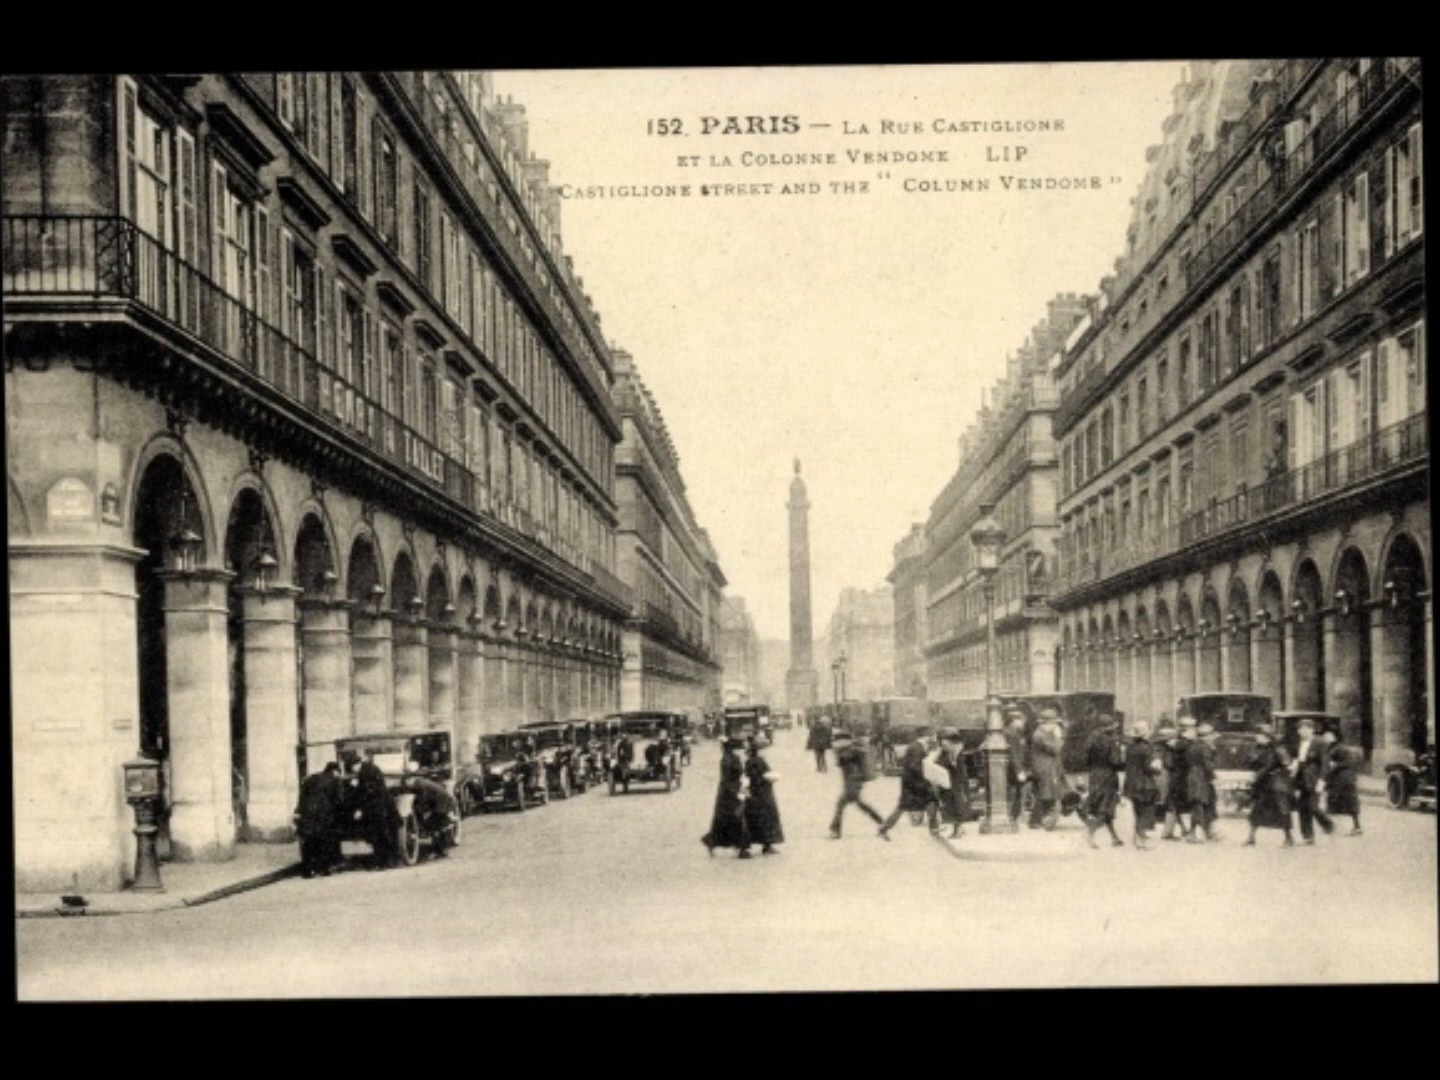 152. PARIS — LA RUE CASTIGLIONE
ET LA COLONNE VENDOME LIP
CASTIGLIONE STREET AND THE "COLUMN VENDOME"